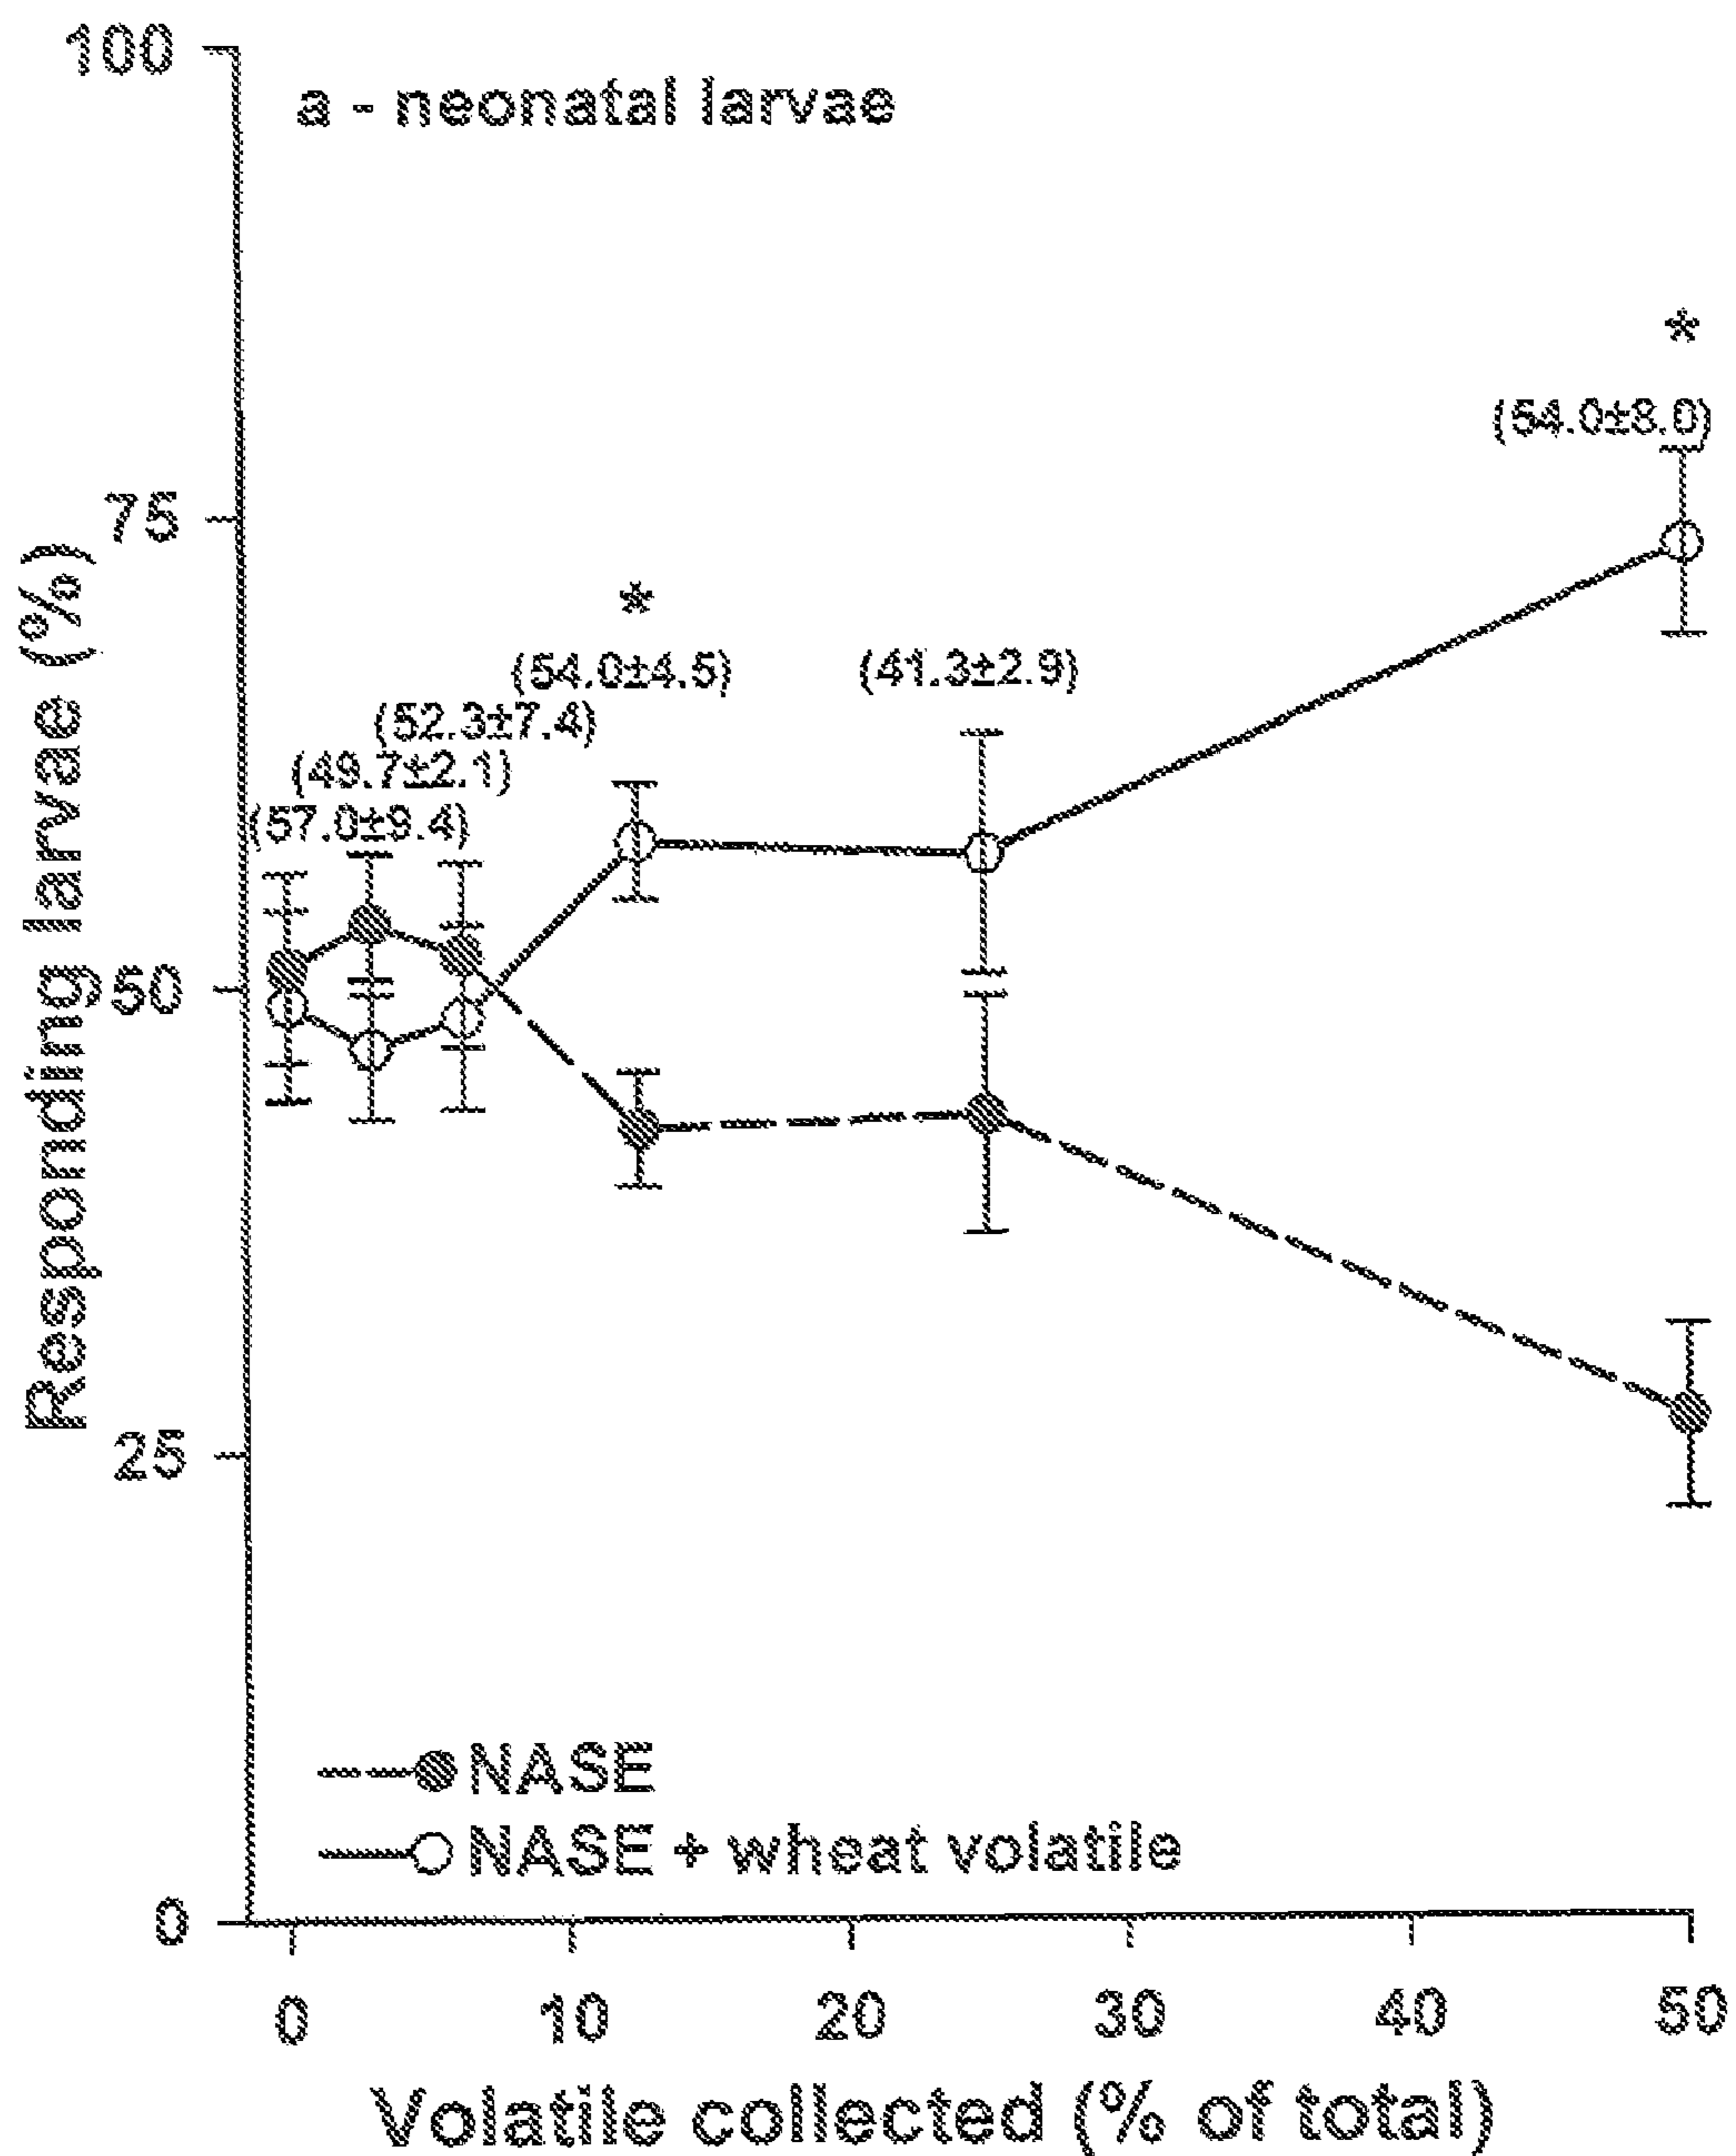 100
a - neonatal larvae
*
(54.0±8.0)
75
*
(54.0±4.5)
(41.3±2.9)
(52.3±7.4)
(49.7±2.1)
(57.0±9.4)
50
Responding larvae (%)
25
NASE
NASE + wheat volatile
0
0 10 20 30 40 50
Volatile collected (% of total)